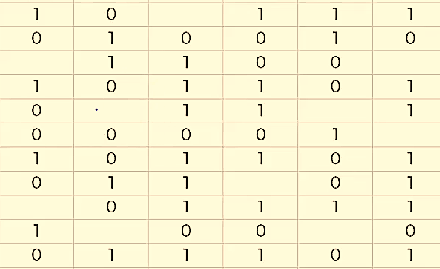 1 0 1 1 1
0 1 0 0 1 0
1 1 0 0
1 0 1 1 0 1
0 1 1 1
0 0 0 0 1
1 0 1 1 0 1
0 1 1 0 1
0 1 1 1 1
1 0 0 0
0 1 1 1 0 1